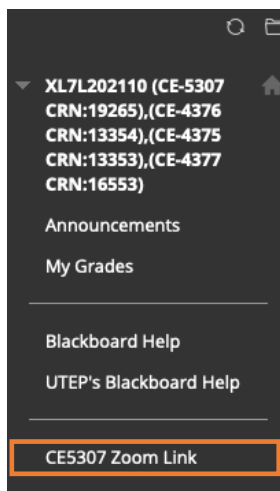 XL7L202110 (CE-5307
CRN:19265),(CE-4376
CRN:13354),(CE-4375
CRN:13353),(CE-4377
CRN:16553)
Announcements
My Grades
Blackboard Help
UTEP's Blackboard Help
CE5307 Zoom Link